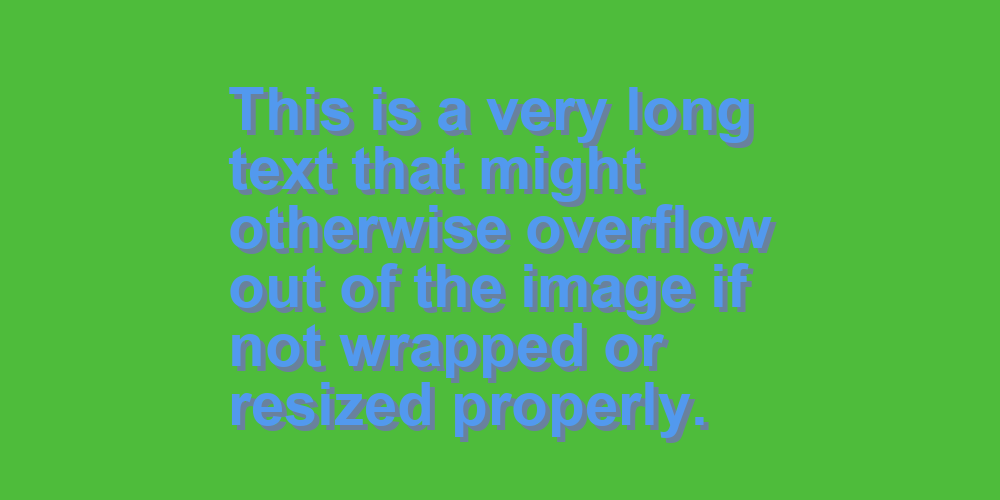 This is a very long
text that might
otherwise overflow
out of the image if
not wrapped or
resized properly.